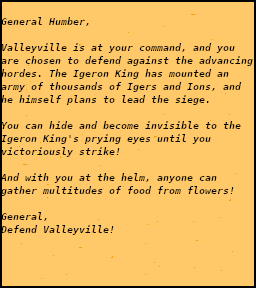 General Humber,
Valleyville is at your command, and you
are chosen to defend against the advancing
hordes. The Igeron King has mounted an
army of thousands of Igers and Ions, and
he himself plans to lead the siege.
You can hide and become invisible to the
Igeron King's prying eyes until you
victoriously strike!
And with you at the helm, anyone can
gather multitudes of food from flowers!
General,
Defend Valleyville!